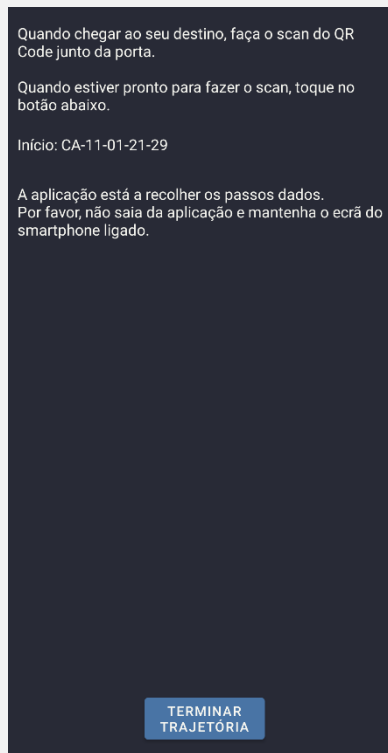 Quando chegar ao seu destino, faça o scan do QR
Code junto da porta.
Quando estiver pronto para fazer o scan, toque no
botão abaixo.
Início: CA-11-01-21-29
A aplicação está a recolher os passos dados.
Por favor, não saia da aplicação e mantenha o ecrã do
smartphone ligado.
TERMINAR
TRAJETÓRIA